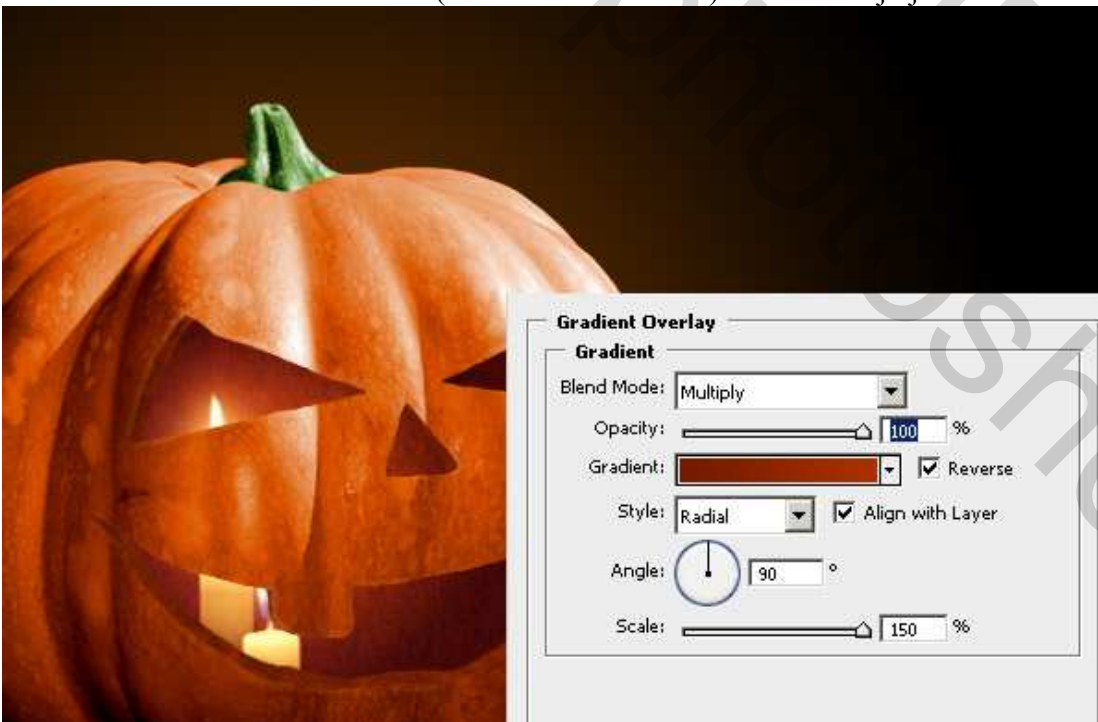 Gradient Overlay
Gradient
Blend Mode: Multiply
Opacity: 100 %
Gradient: Reverse
Style: Radial Align with Layer
Angle: 90 °
Scale: 150 %